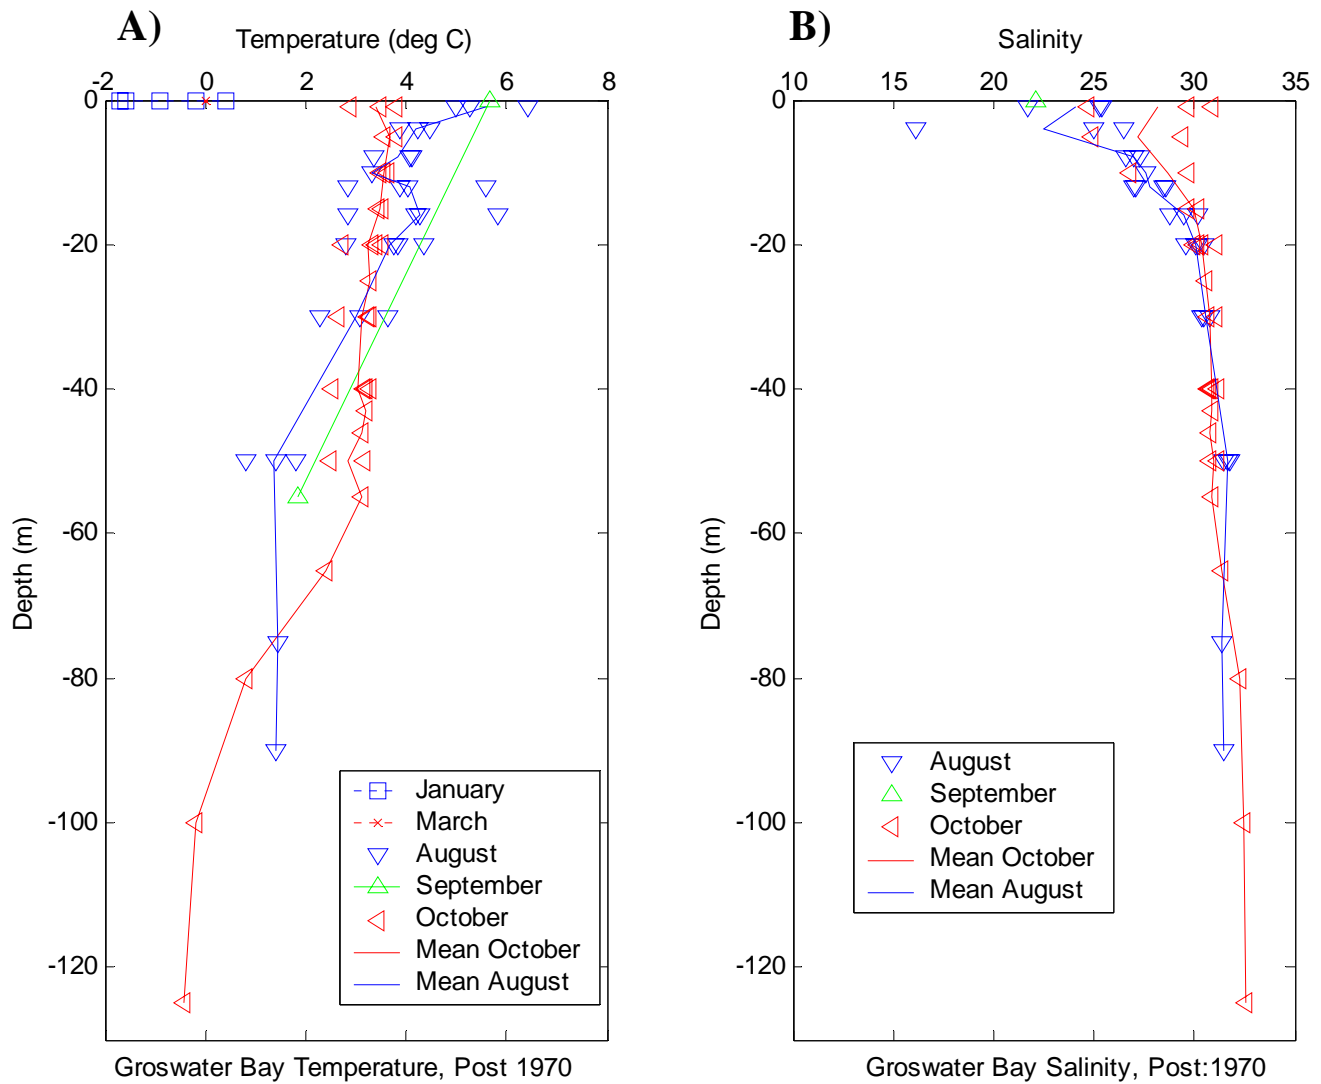 A)
Temperature (deg C)
-2 0 2 4 6 8
0
-20
-40
-60
-80
-100
-120
Depth (m)
January
March
August
September
October
Mean October
Mean August
Groswater Bay Temperature, Post 1970
B)
Salinity
10 15 20 25 30 35
0
-20
-40
-60
-80
-100
-120
Depth (m)
August
September
October
Mean October
Mean August
Groswater Bay Salinity, Post:1970